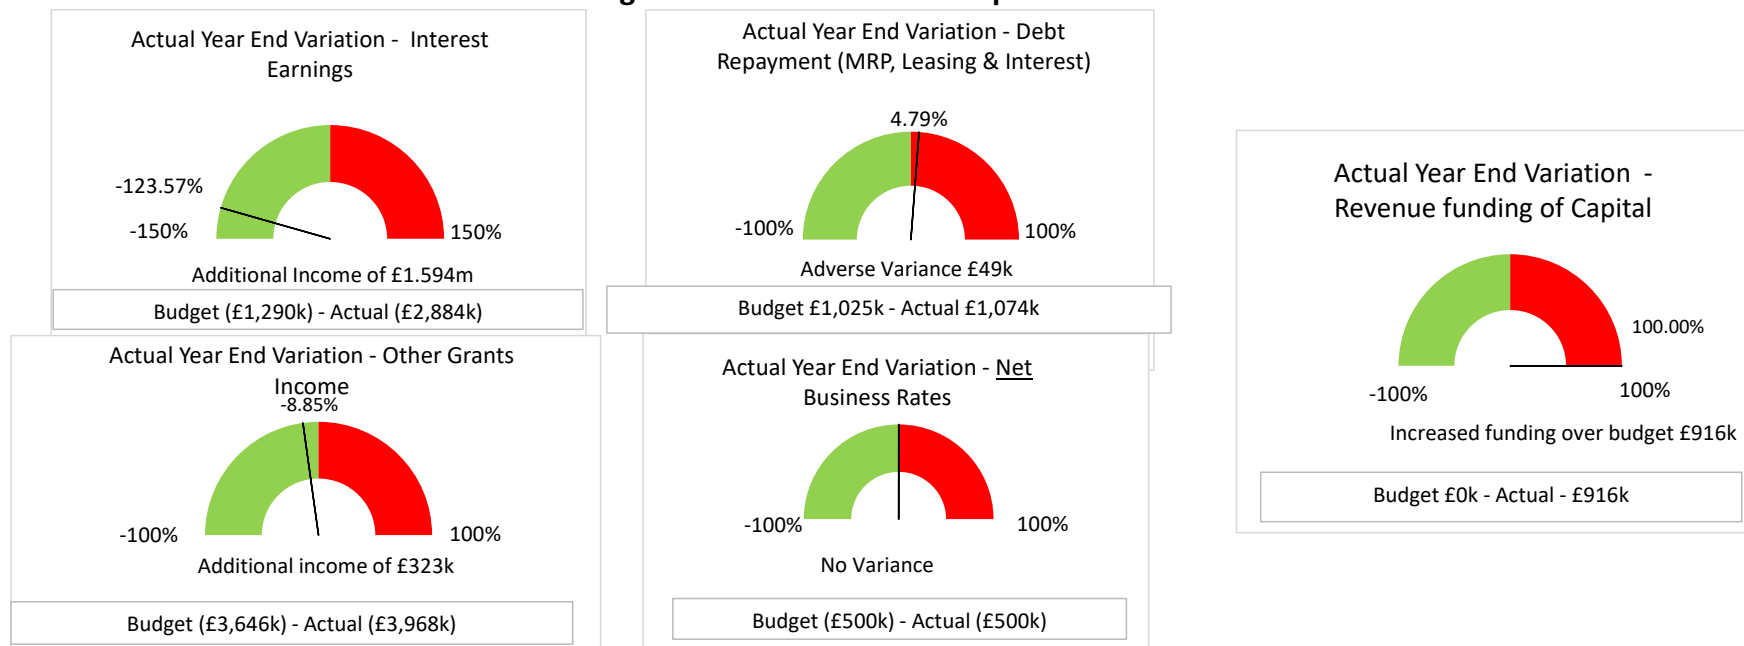 Actual Year End Variation -  Interest
Earnings
-123.57%
-150%
150%
Additional Income of £1.594m
Budget (£1,290k) - Actual (£2,884k)
Actual Year End Variation - Debt
Repayment (MRP, Leasing & Interest)
4.79%
-100%
100%
Adverse Variance £49k
Budget £1,025k - Actual £1,074k
Actual Year End Variation  -
Revenue funding of Capital
100.00%
-100%
100%
Increased funding over budget £916k
Budget £0k - Actual - £916k
Actual Year End Variation - Other Grants
Income
-8.85%
-100%
100%
Additional income of £323k
Budget (£3,646k) - Actual (£3,968k)
Actual Year End Variation - Net
Business Rates
-100%
100%
No Variance
Budget (£500k) - Actual (£500k)